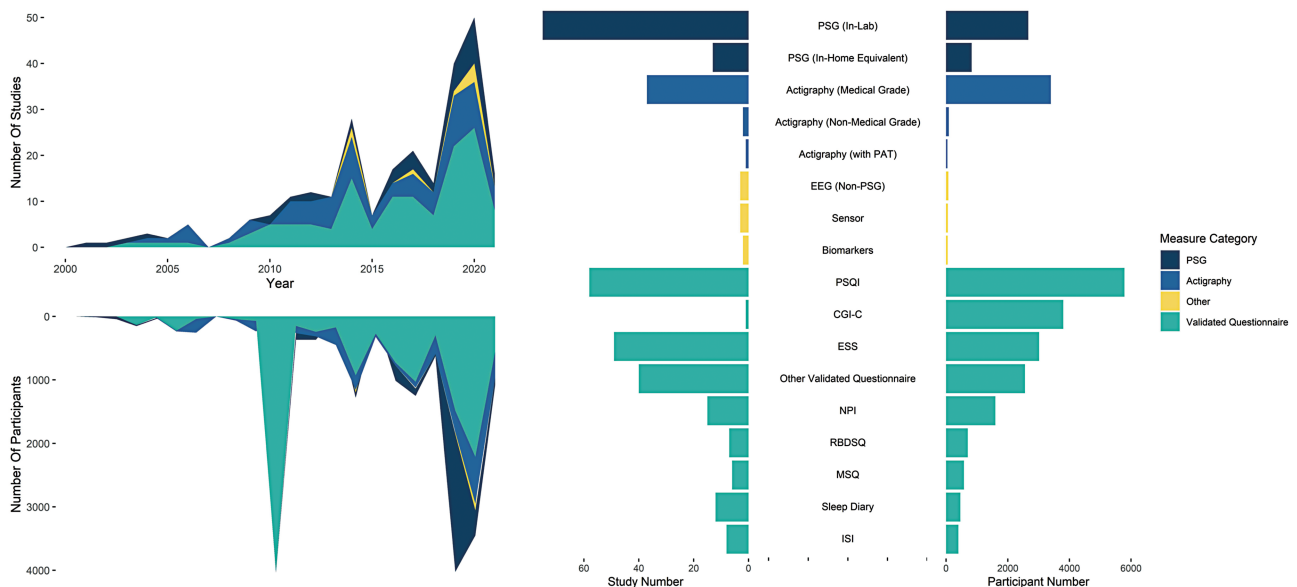 50
40
30
20
10
0
Number Of Studies
2000
2005
2010
2015
2020
Year
0
1000
2000
3000
4000
Number Of Participants
PSG (In-Lab)
PSG (In-Home Equivalent)
Actigraphy (Medical Grade)
Actigraphy (Non-Medical Grade)
Actigraphy (with PAT)
EEG (Non-PSG)
Sensor
Biomarkers
PSQI
CGI-C
ESS
Other Validated Questionnaire
NPI
RBDSQ
MSQ
Sleep Diary
ISI
60
40
20
0
Study Number
0
2000
4000
6000
Participant Number
Measure Category
PSG
Actigraphy
Other
Validated Questionnaire